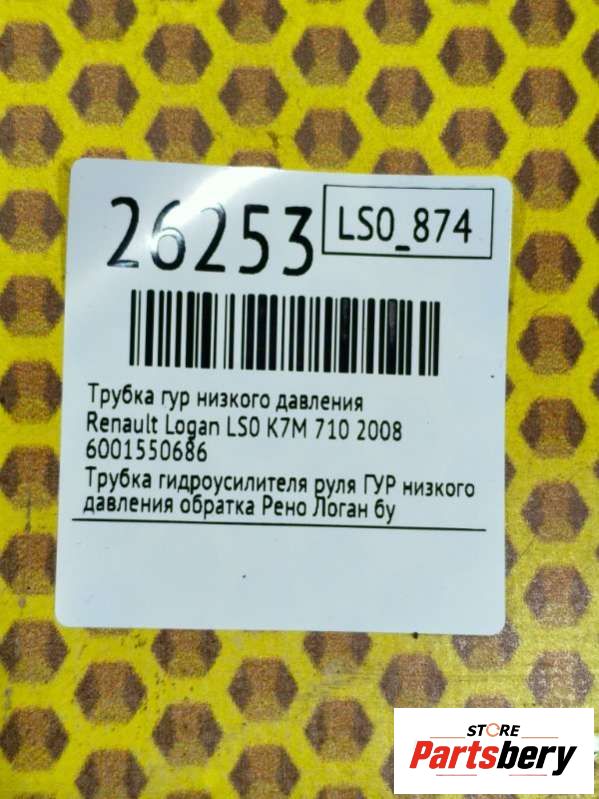 26253
LS0_874
Трубка гур низкого давления
Renault Logan LS0 K7M 710 2008
6001550686
Трубка гидроусилителя руля ГУР низкого
давления обратка Рено Логан бу
STORE
Partsbery